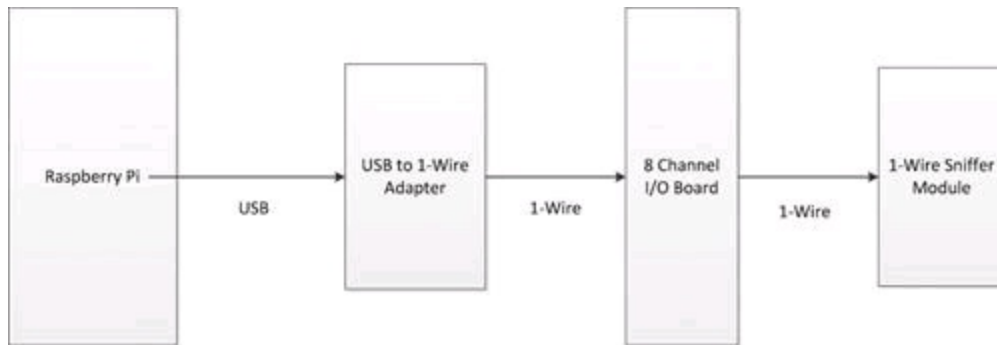 Raspberry Pi
USB
USB to 1-Wire
Adapter
1-Wire
8 Channel
I/O Board
1-Wire
1-Wire Sniffer
Module